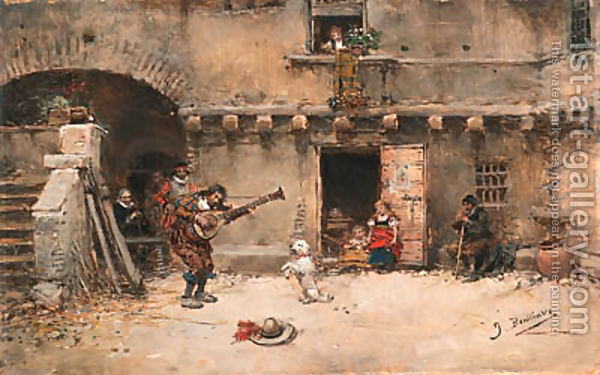 This watermark does not appear on the painting
1st-art-gallery.com